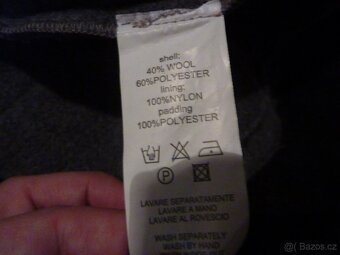 shell:
40% WOOL
60%POLYESTER
lining:
100%NYLON
padding
100%POLYESTER
P
LAVARE SEPARATAMENTE
LAVARE A MANO
LAVARE AL ROVESCIO
WASH SEPARATELY
WASH BY HAND
Bazos.cz